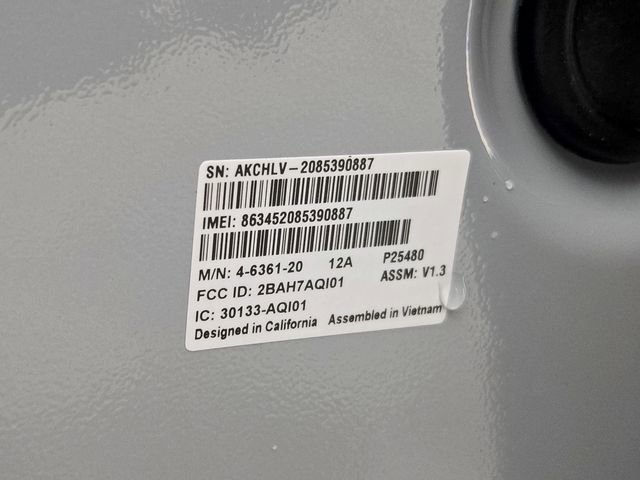 SN: AKCHLV-2085390887
IMEI: 863452085390887
M/N: 4-6361-20 12A P25480
FCC ID: 2BAH7AQI01 ASSM: V1.3
IC: 30133-AQI01
Designed in California Assembled in Vietnam